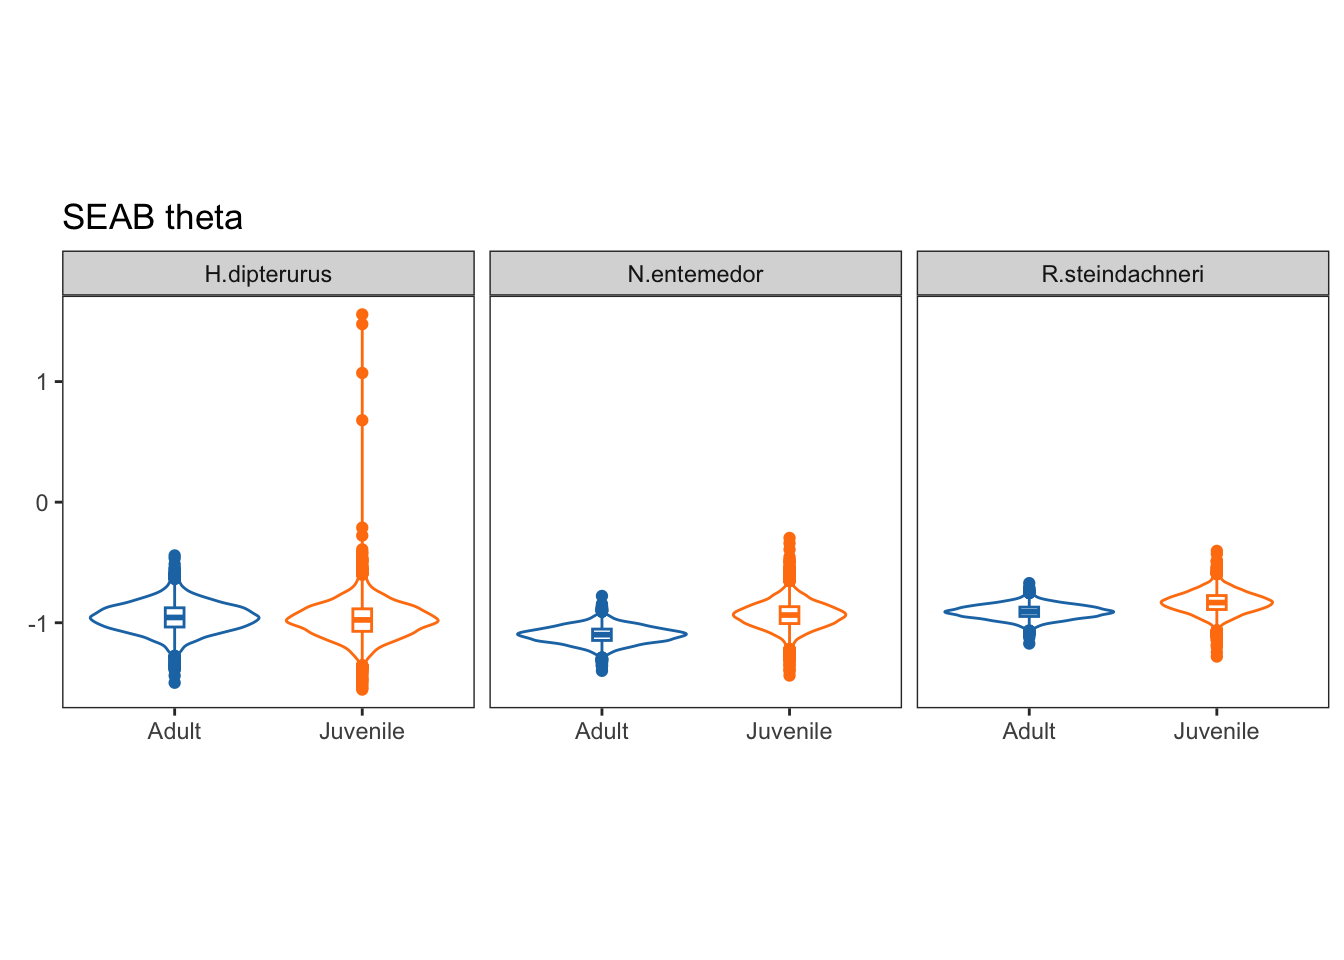 SEAB theta
H.dipterurus N.entemedor R.steindachneri
1
0
-1
Adult Juvenile Adult Juvenile Adult Juvenile